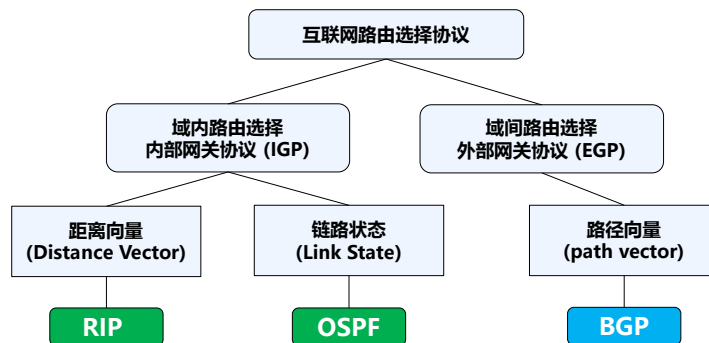 互联网路由选择协议
域内路由选择
内部网关协议 (IGP)
域间路由选择
外部网关协议 (EGP)
距离向量
(Distance Vector)
链路状态
(Link State)
路径向量
(path vector)
RIP
OSPF
BGP